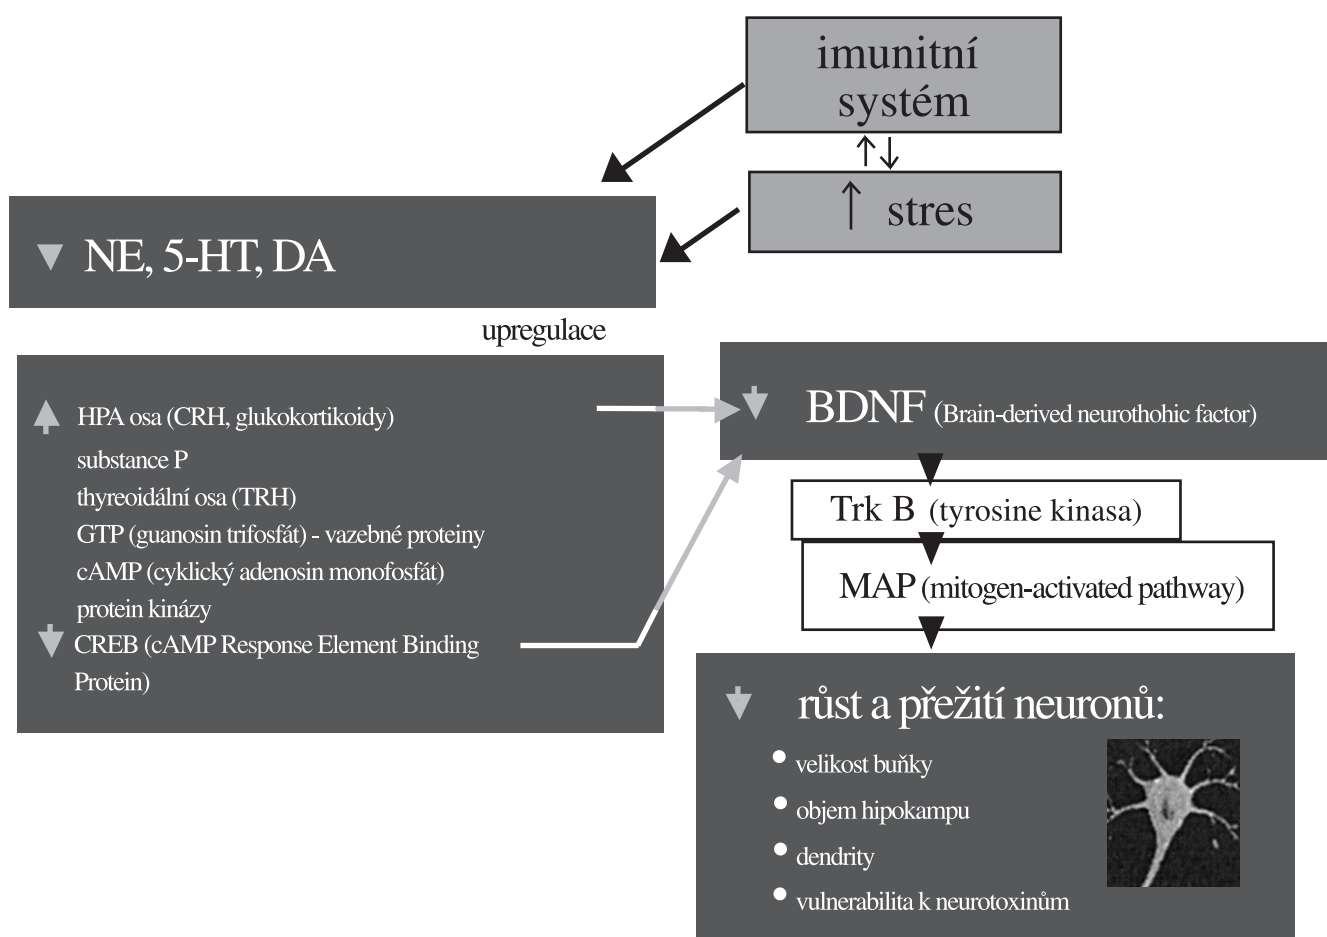 imunitní
systém
↑ stres
NE, 5-HT, DA
upregulace
HPA osa (CRH, glukokortikoidy)
substance P
thyreoidální osa (TRH)
GTP (guanosin trifosfát) - vazebné proteiny
cAMP (cyklický adenosin monofosfát)
protein kinázy
CREB (cAMP Response Element Binding
Protein)
BDNF (Brain-derived neurothohic factor)
Trk B (tyrosine kinasa)
MAP (mitogen-activated pathway)
růst a přežití neuronů:
• velikost buňky
• objem hipokampu
• dendrity
• vulnerabilita k neurotoxinům